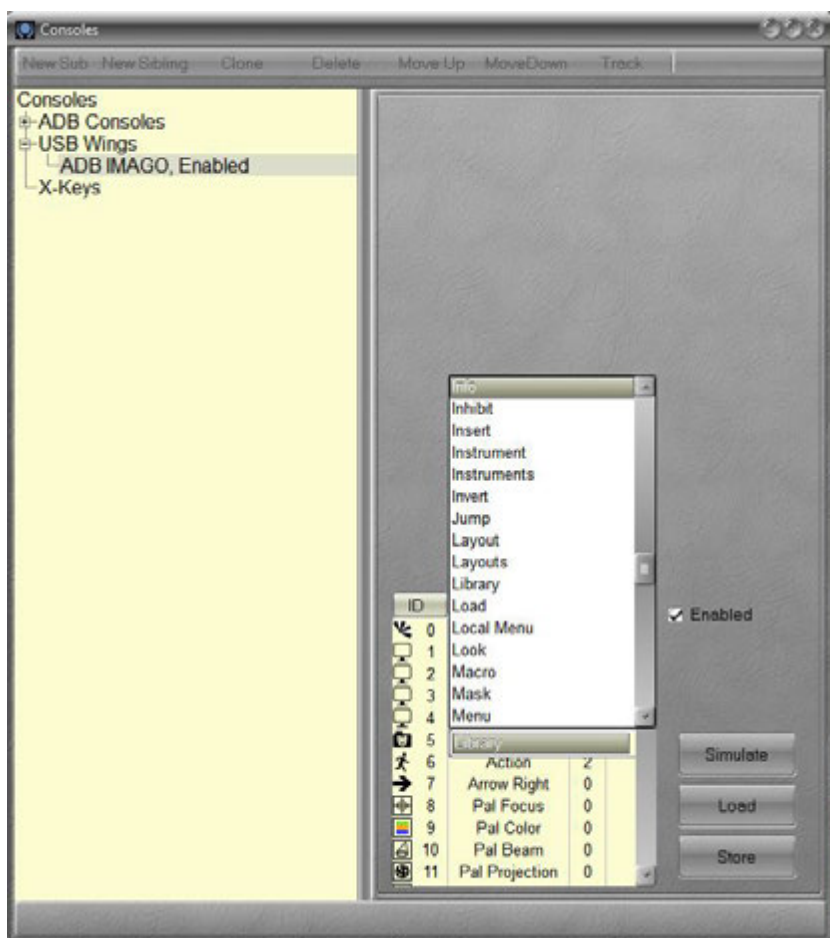 Consoles
New Sub New Sibling Clone Delete Move Up MoveDown Track
Consoles
ADB Consoles
USB Wings
ADB IMAGO, Enabled
X-Keys
Info
Inhibit
Insert
Instrument
Instruments
Invert
Jump
Layout
Layouts
Library
ID Load
Enabled
0 Local Menu
1 Look
2 Macro
3 Mask
4 Menu
5 Library
6 Action 2
7 Arrow Right 0
8 Pal Focus 0
9 Pal Color 0
10 Pal Beam 0
11 Pal Projection 0
Simulate
Load
Store